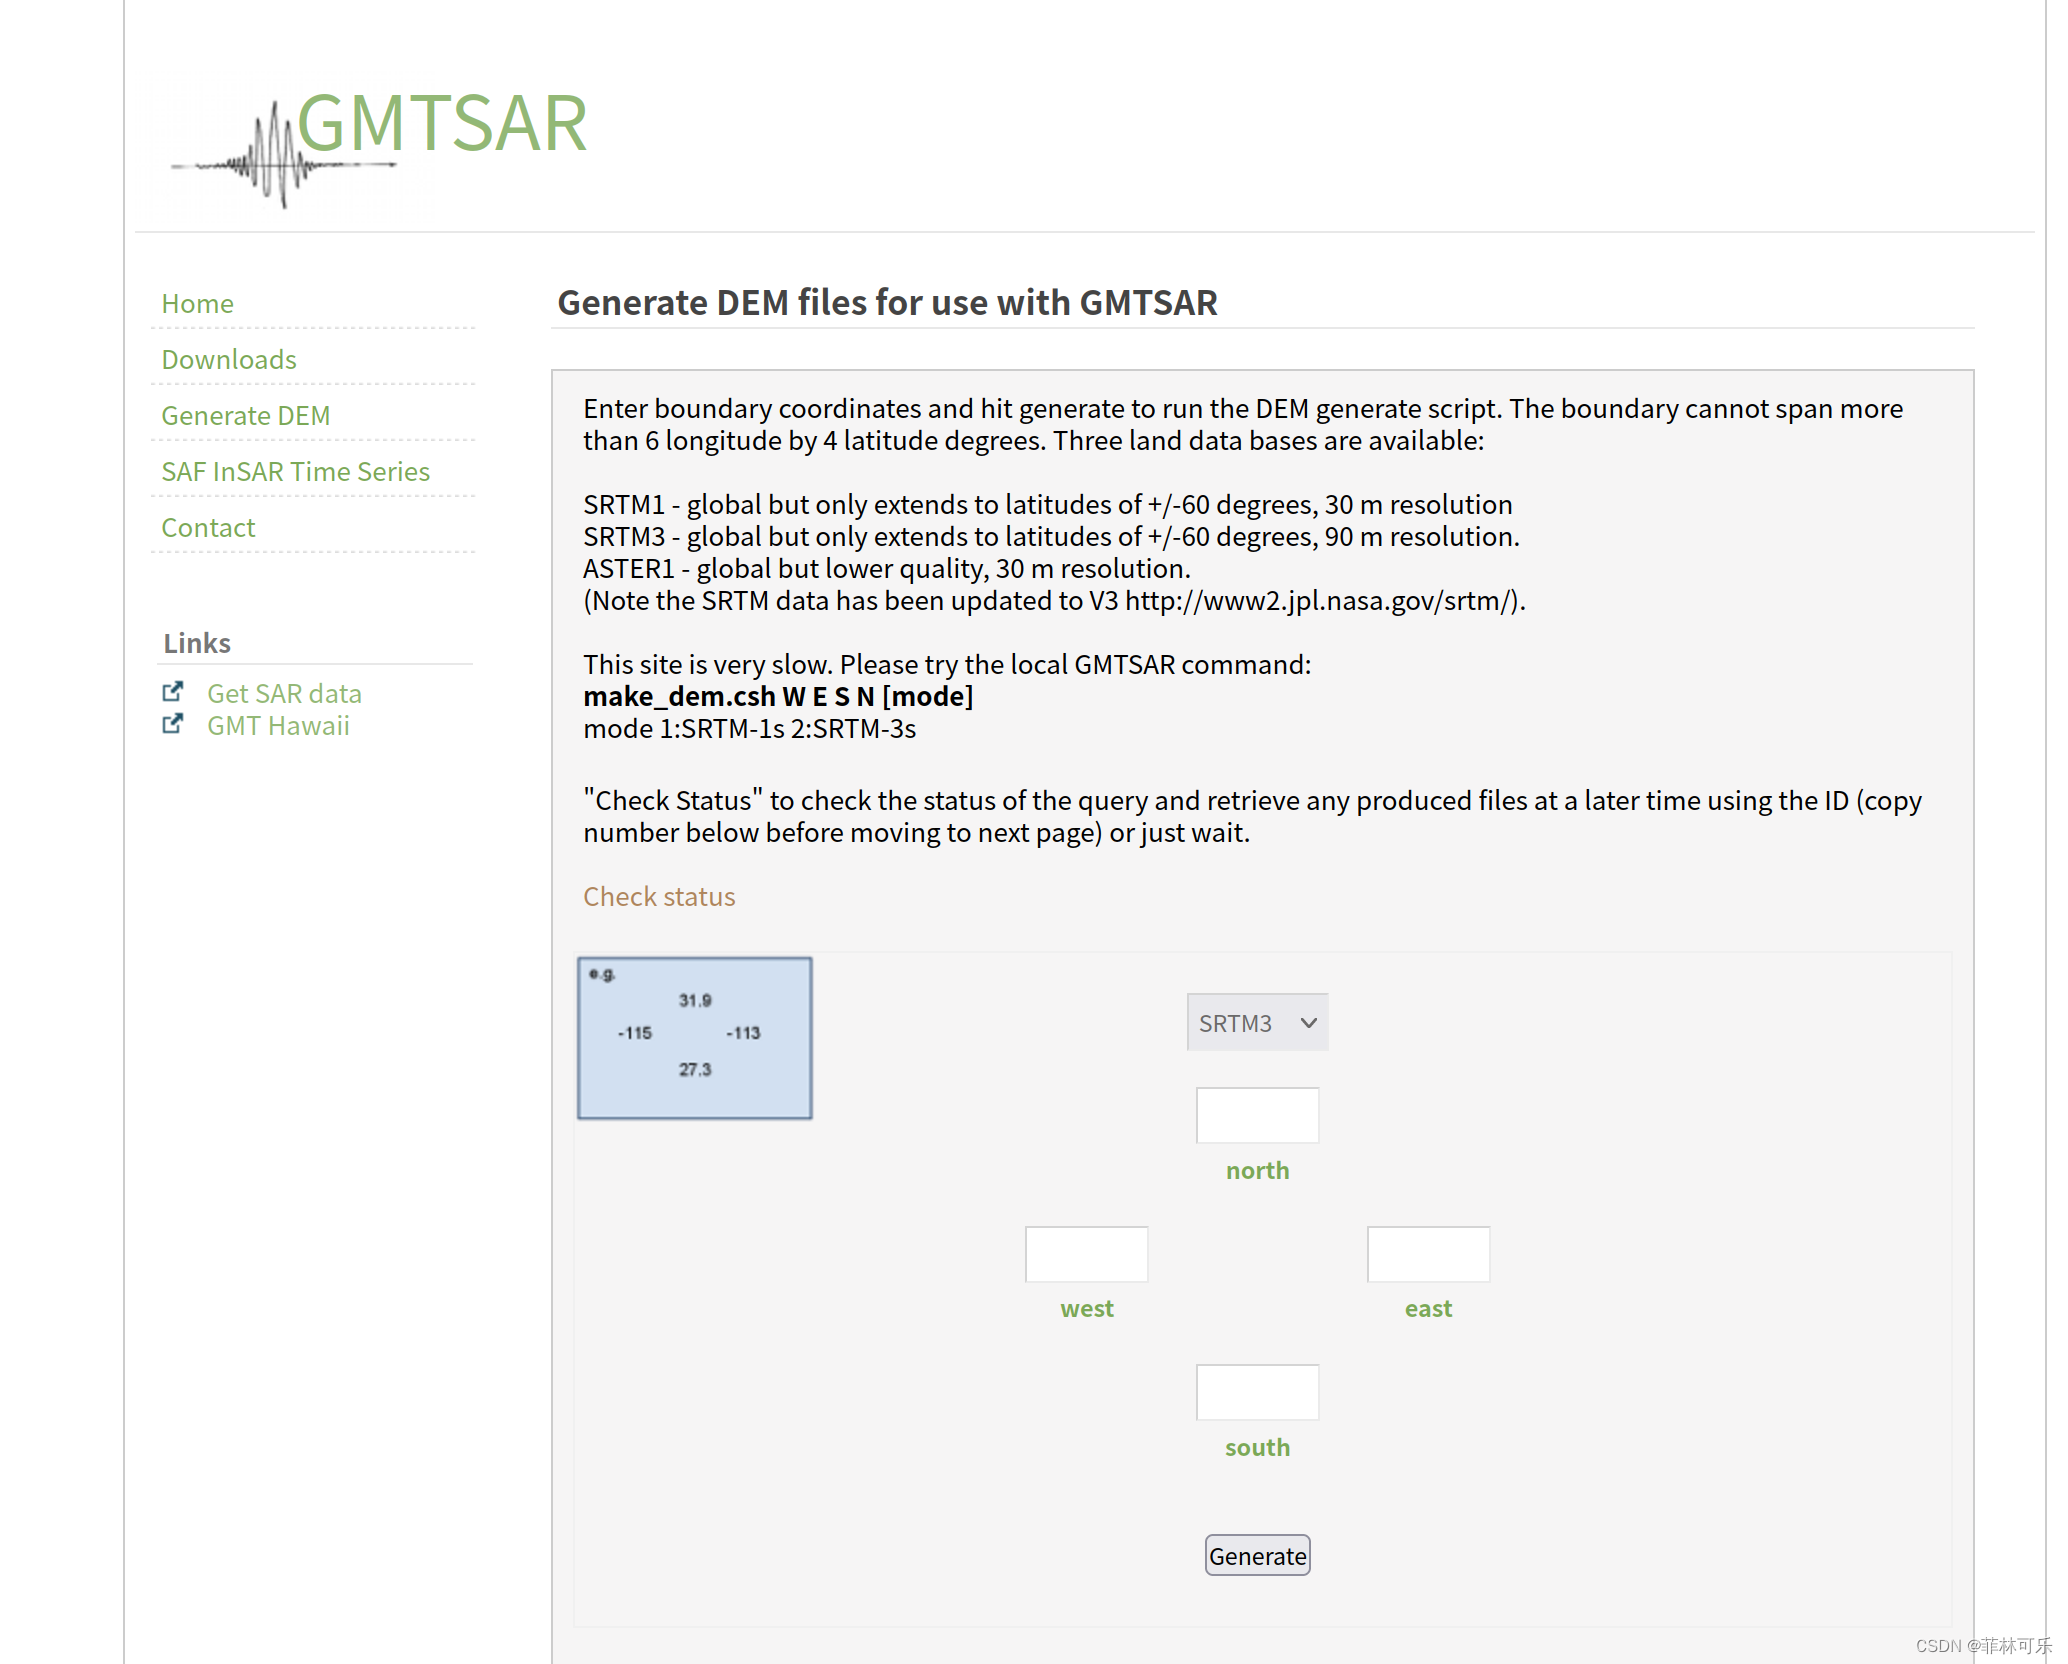 GMTSAR
Home
Downloads
Generate DEM
SAF InSAR Time Series
Contact
Links
Get SAR data
GMT Hawaii
Generate DEM files for use with GMTSAR
Enter boundary coordinates and hit generate to run the DEM generate script. The boundary cannot span more
than 6 longitude by 4 latitude degrees. Three land data bases are available:
SRTM1 - global but only extends to latitudes of +/-60 degrees, 30 m resolution
SRTM3 - global but only extends to latitudes of +/-60 degrees, 90 m resolution.
ASTER1 - global but lower quality, 30 m resolution.
(Note the SRTM data has been updated to V3 http://www2.jpl.nasa.gov/srtm/).
This site is very slow. Please try the local GMTSAR command:
make_dem.csh W E S N [mode]
mode 1:SRTM-1s 2:SRTM-3s
"Check Status" to check the status of the query and retrieve any produced files at a later time using the ID (copy
number below before moving to next page) or just wait.
Check status
e.g.
31.9
-115 -113
27.3
SRTM3
north
west east
south
Generate
CSDN @菲林可乐